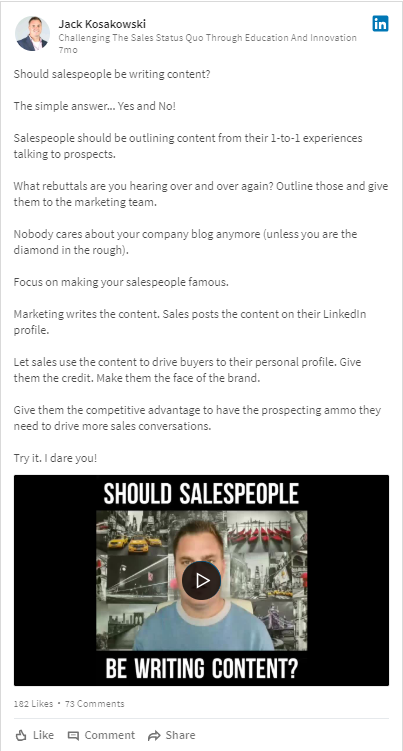 Jack Kosakowski
in
Challenging The Sales Status Quo Through Education And Innovation
7mo
Should salespeople be writing content?
The simple answer... Yes and No!
Salespeople should be outlining content from their 1-to-1 experiences
talking to prospects.
What rebuttals are you hearing over and over again? Outline those and give
them to the marketing team.
Nobody cares about your company blog anymore (unless you are the
diamond in the rough).
Focus on making your salespeople famous.
Marketing writes the content. Sales posts the content on their LinkedIn
profile.
Let sales use the content to drive buyers to their personal profile. Give
them the credit. Make them the face of the brand.
Give them the competitive advantage to have the prospecting ammo they
need to drive more sales conversations.
Try it. I dare you!
SHOULD SALESPEOPLE
BE WRITING CONTENT?
182 Likes • 73 Comments
Like Comment Share